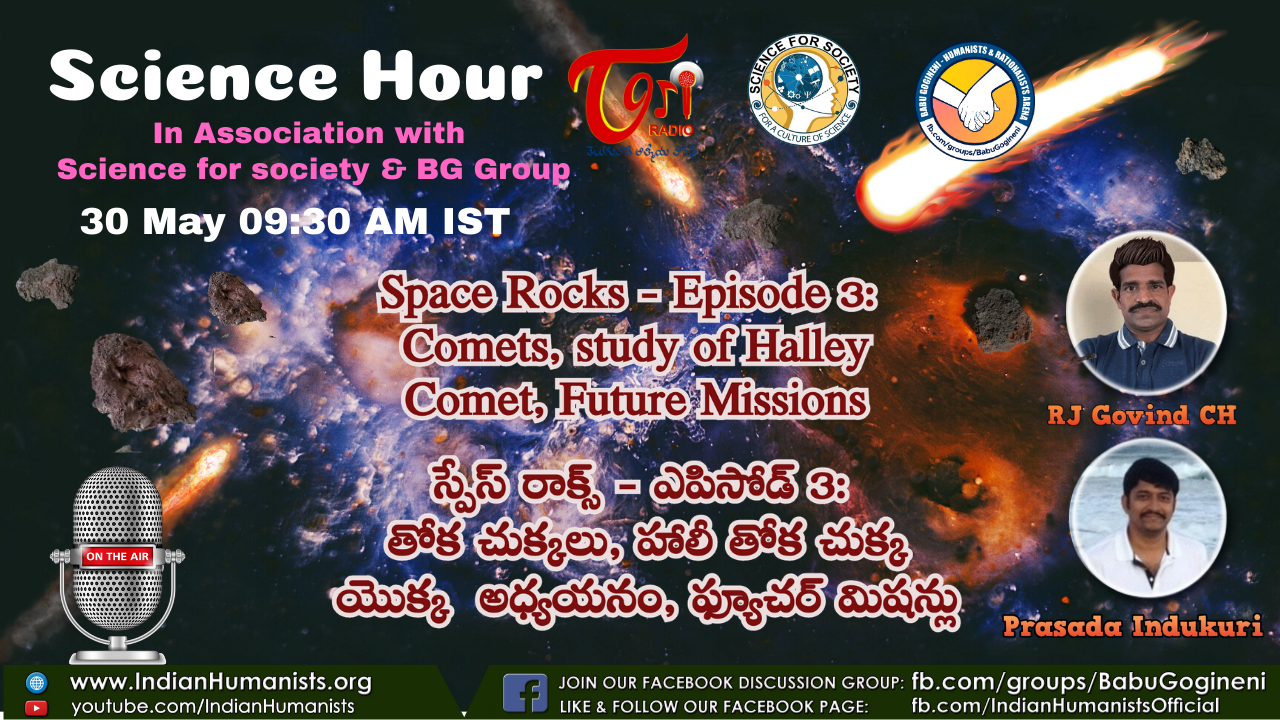 Science Hour
In Association with
Science for society & BG Group
30 May 09:30 AM IST
Tori
RADIO
SCIENCE FOR SOCIETY
FOR A CULTURE OF SCIENCE
BABU GOGINENI - HUMANISTS & RATIONALISTS ARENA
fb.com/groups/BabuGogineni
Space Rocks - Episode 3:
Comets, study of Halley
Comet, Future Missions
స్పేస్ రాక్స్ - ఎపిసోడ్ 3:
తోక చుక్కలు, హాలీ తోక చుక్క
యొక్క అధ్యయనం, ఫ్యూచర్ మిషన్లు
RJ Govind CH
Prasada Indukuri
ON THE AIR
www.IndianHumanists.org
youtube.com/IndianHumanists
JOIN OUR FACEBOOK DISCUSSION GROUP: fb.com/groups/BabuGogineni
LIKE & FOLLOW OUR FACEBOOK PAGE: fb.com/IndianHumanistsOfficial